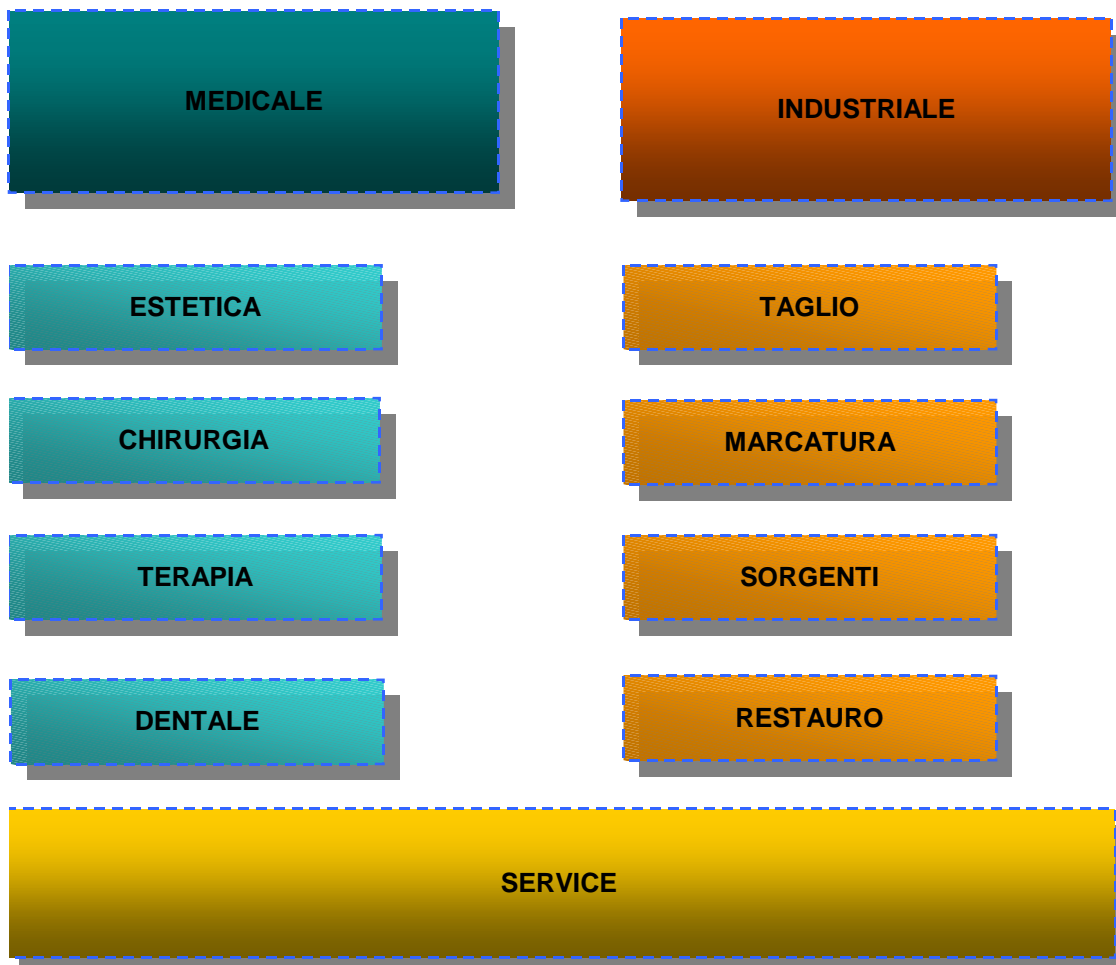 MEDICALE
INDUSTRIALE
ESTETICA
TAGLIO
CHIRURGIA
MARCATURA
TERAPIA
SORGENTI
DENTALE
RESTAURO
SERVICE